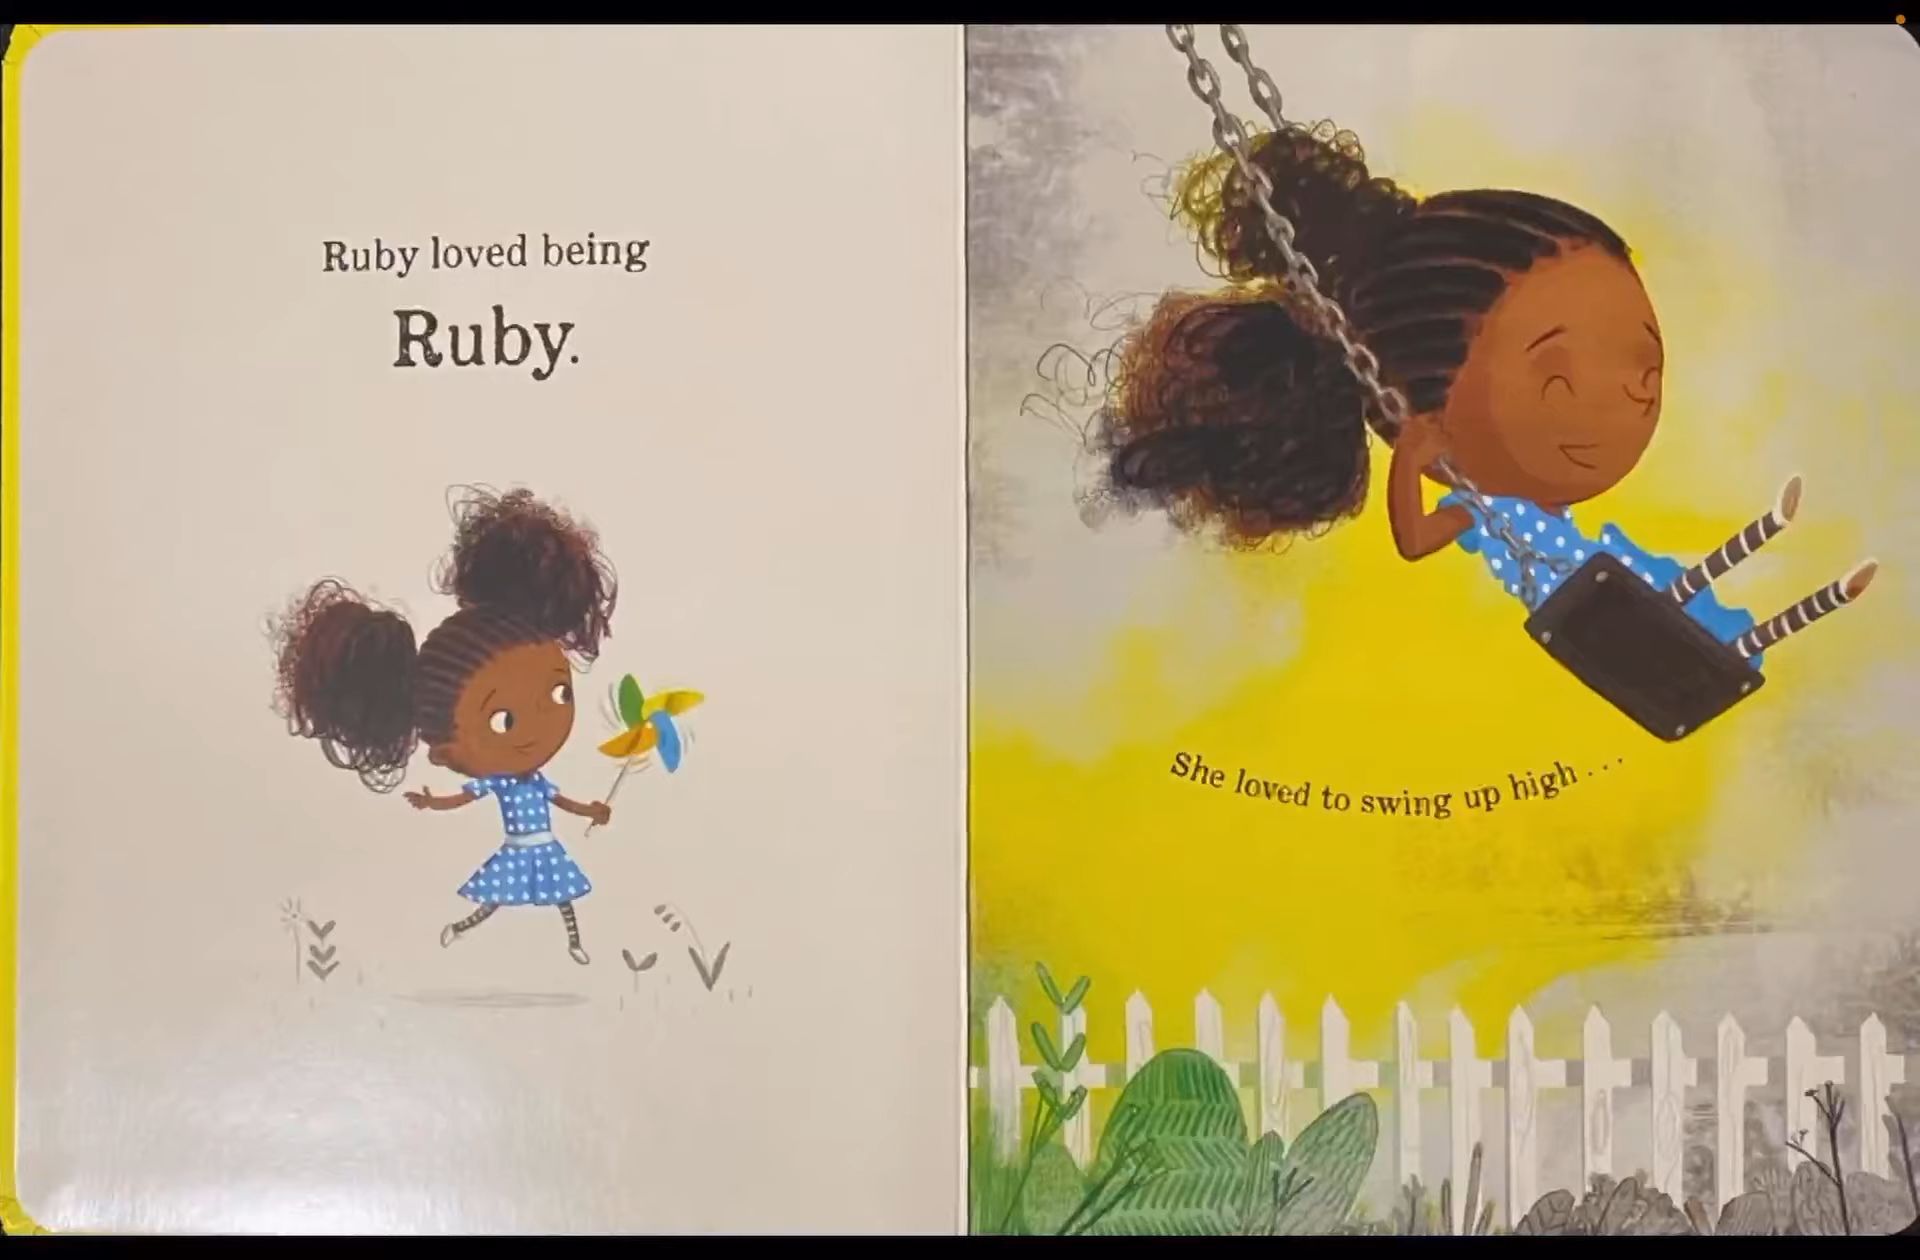 Ruby loved being
Ruby.
She loved to swing up high . . .